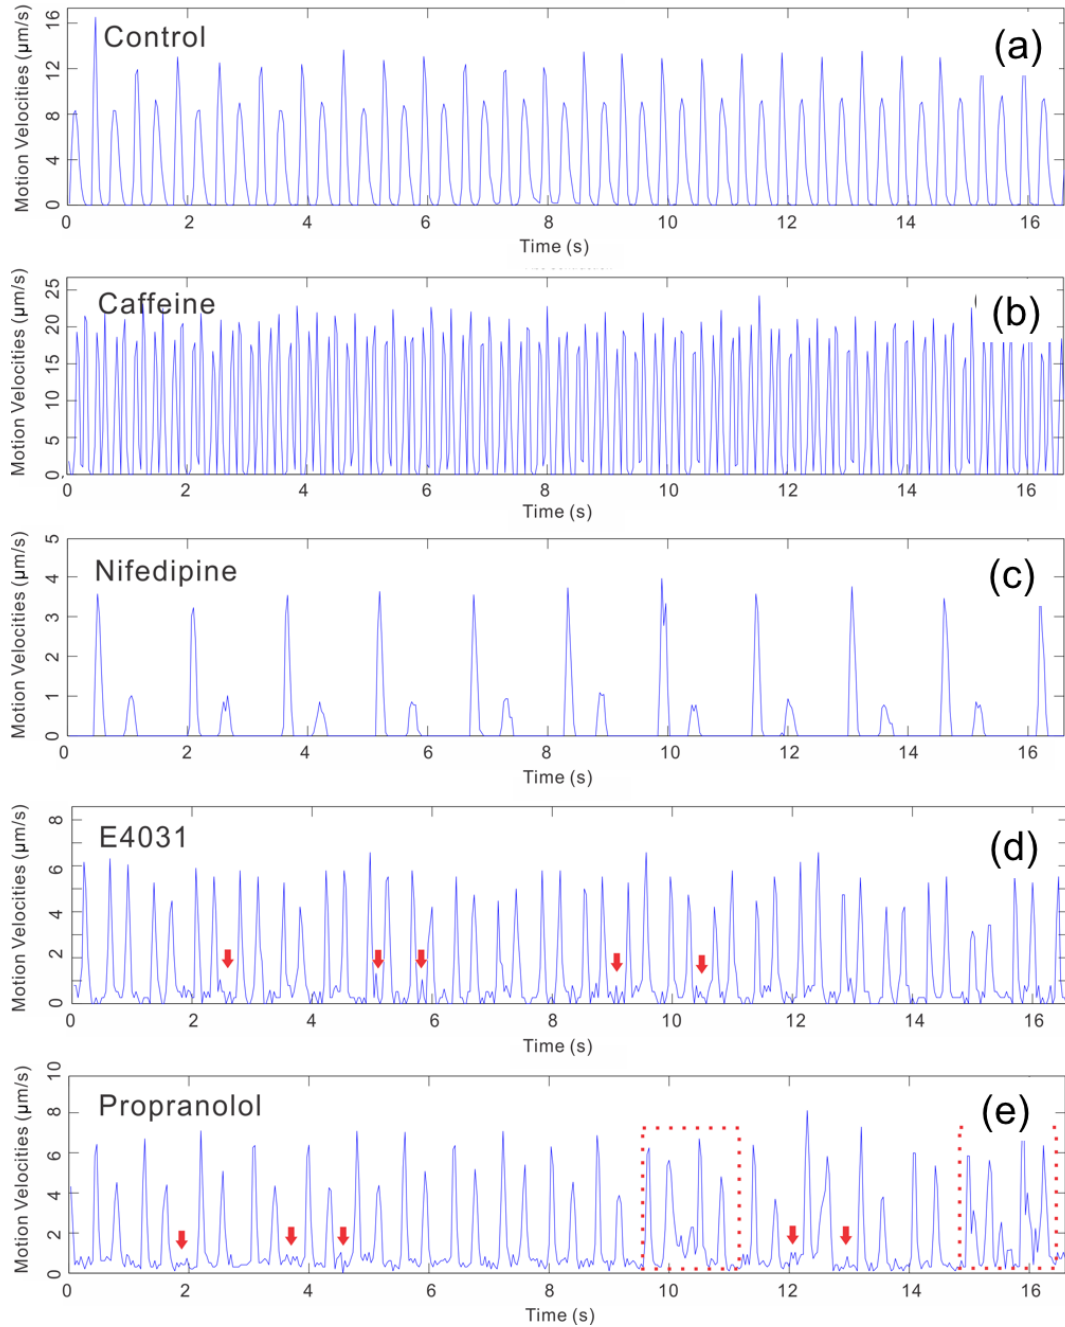 Control
(a)
Motion Velocities (μm/s)
16
12
8
4
0
0 2 4 6 8 10 12 14 16
Time (s)
Caffeine
(b)
Motion Velocities (μm/s)
25
20
15
10
5
0
0 2 4 6 8 10 12 14 16
Time (s)
Nifedipine
(c)
Motion Velocities (μm/s)
5
4
3
2
1
0
0 2 4 6 8 10 12 14 16
Time (s)
E4031
(d)
Motion Velocities (μm/s)
8
6
4
2
0
0 2 4 6 8 10 12 14 16
Time (s)
Propranolol
(e)
Motion Velocities (μm/s)
10
8
6
4
2
0
0 2 4 6 8 10 12 14 16
Time (s)